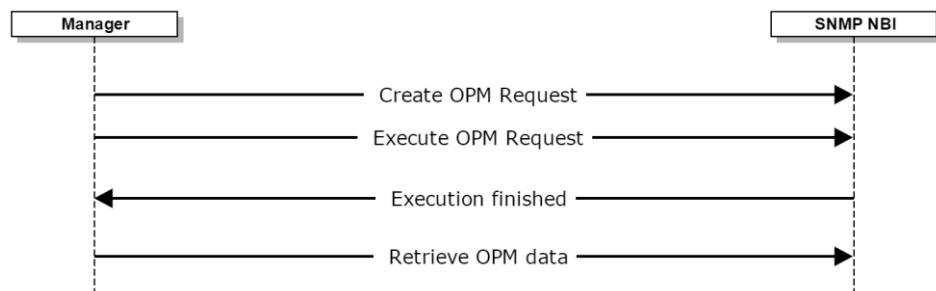 Manager
SNMP NBI
Create OPM Request
Execute OPM Request
Execution finished
Retrieve OPM data